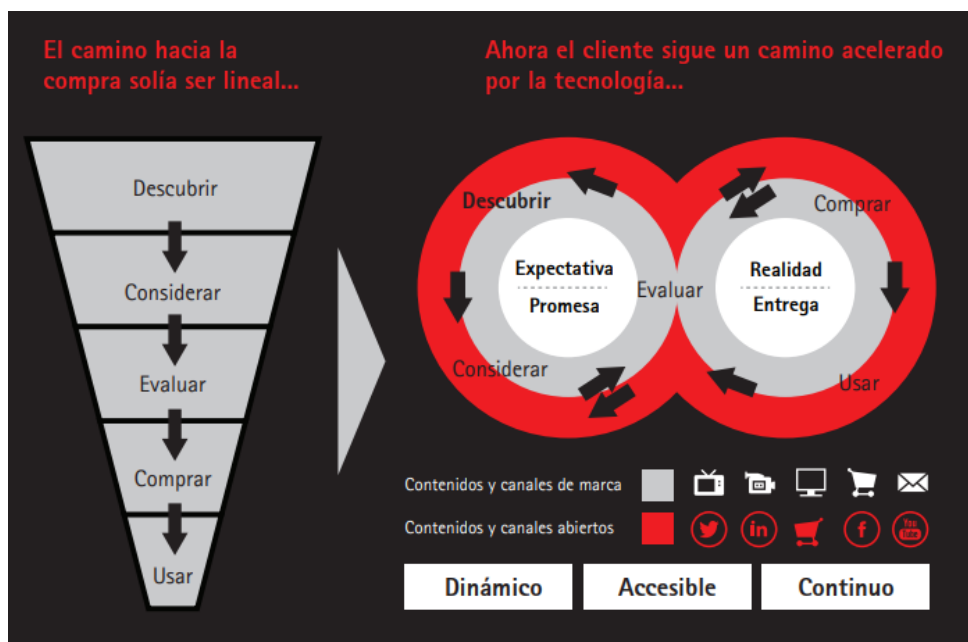 El camino hacia la
compra solía ser lineal...
Descubrir
Considerar
Evaluar
Comprar
Usar
Ahora el cliente sigue un camino acelerado
por la tecnología...
Descubrir
Considerar
Expectativa
Promesa
Evaluar
Realidad
Entrega
Comprar
Usar
Contenidos y canales de marca
Contenidos y canales abiertos
in
f
You
Tube
Dinámico
Accesible
Continuo